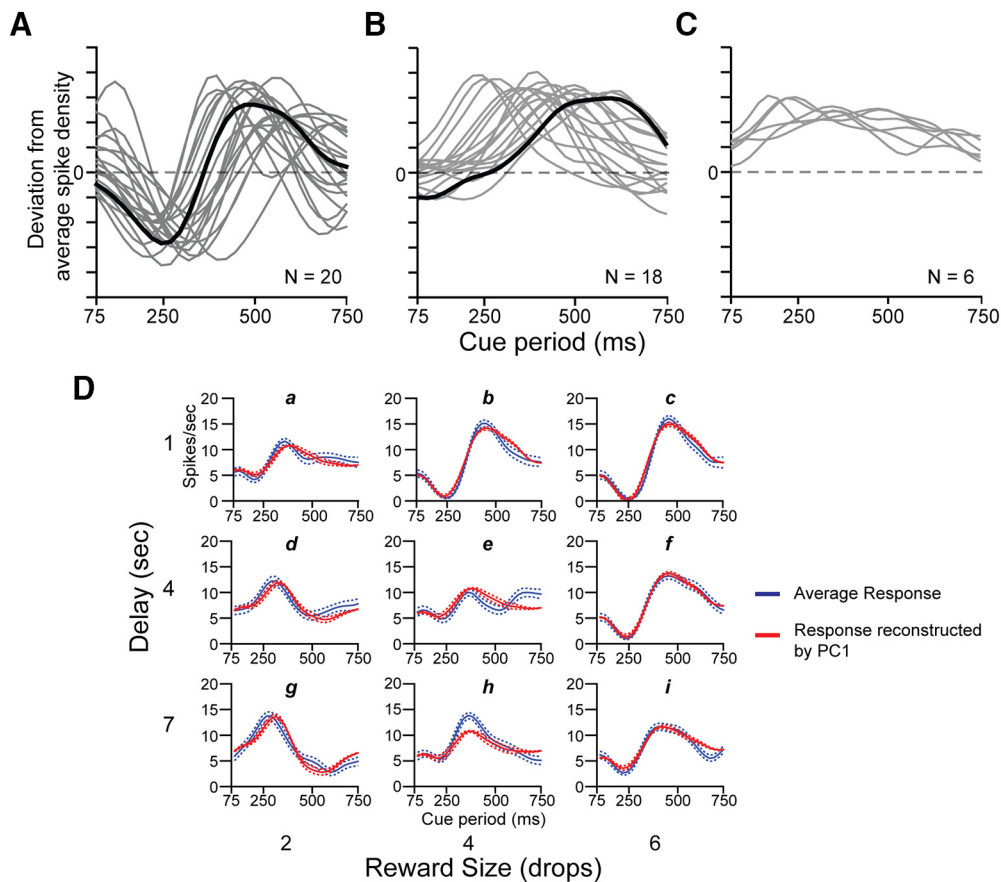 A
B
C
Deviation from
average spike density
0
0
0
N = 20
N = 18
N = 6
75 250 500 750
75 250 500 750
75 250 500 750
Cue period (ms)
D
a
b
c
Spikes/sec
20 15 10 5 0
20 15 10 5 0
20 15 10 5 0
1
75 250 500 750
75 250 500 750
75 250 500 750
Delay (sec)
d
e
f
20 15 10 5 0
20 15 10 5 0
20 15 10 5 0
4
75 250 500 750
75 250 500 750
75 250 500 750
Average Response
Response reconstructed
by PC1
g
h
i
20 15 10 5 0
20 15 10 5 0
20 15 10 5 0
7
75 250 500 750
75 250 500 750
75 250 500 750
Cue period (ms)
2 4 6
Reward Size (drops)